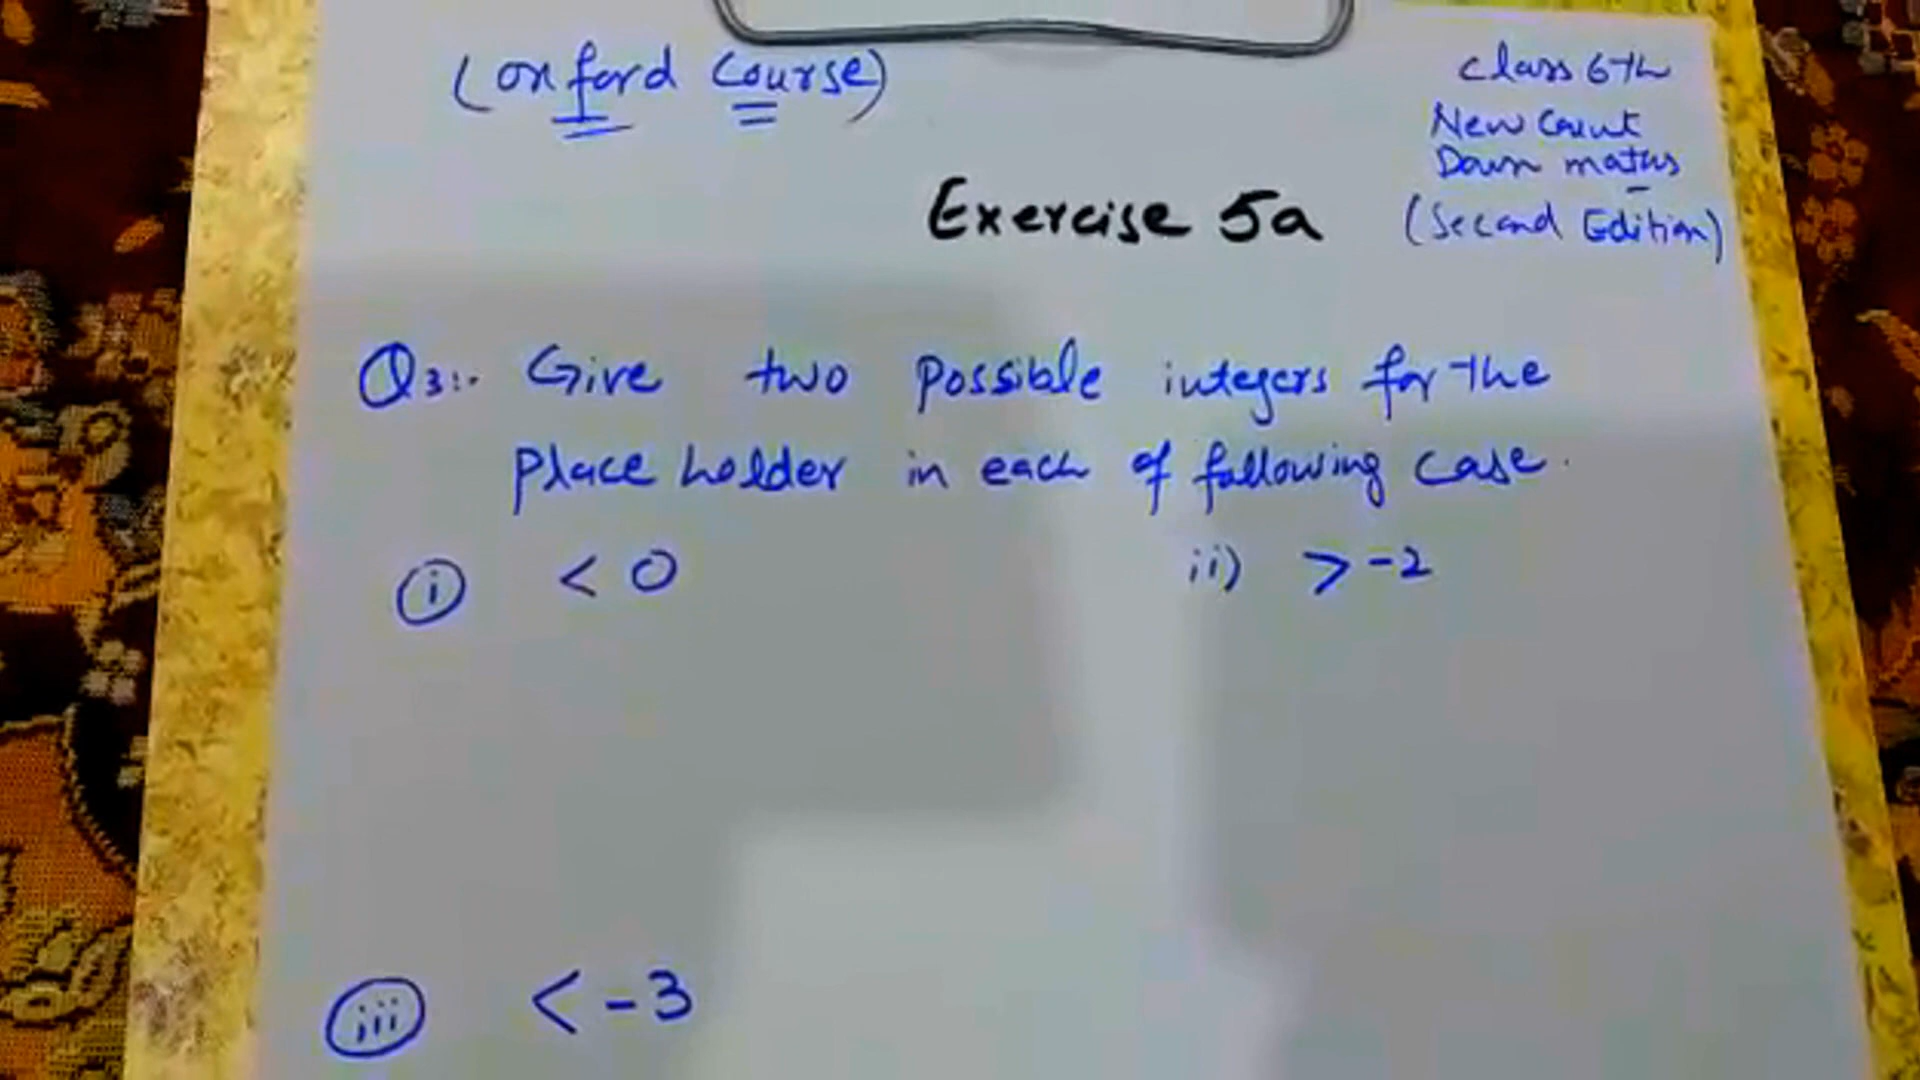 (Oxford Course)
Class 6th
New Count
Down maths
(Second Edition)
Exercise 5a
Q3:- Give two possible integers for the
place holder in each of following case.
(i) < 0
ii) > -2
(iii) < -3